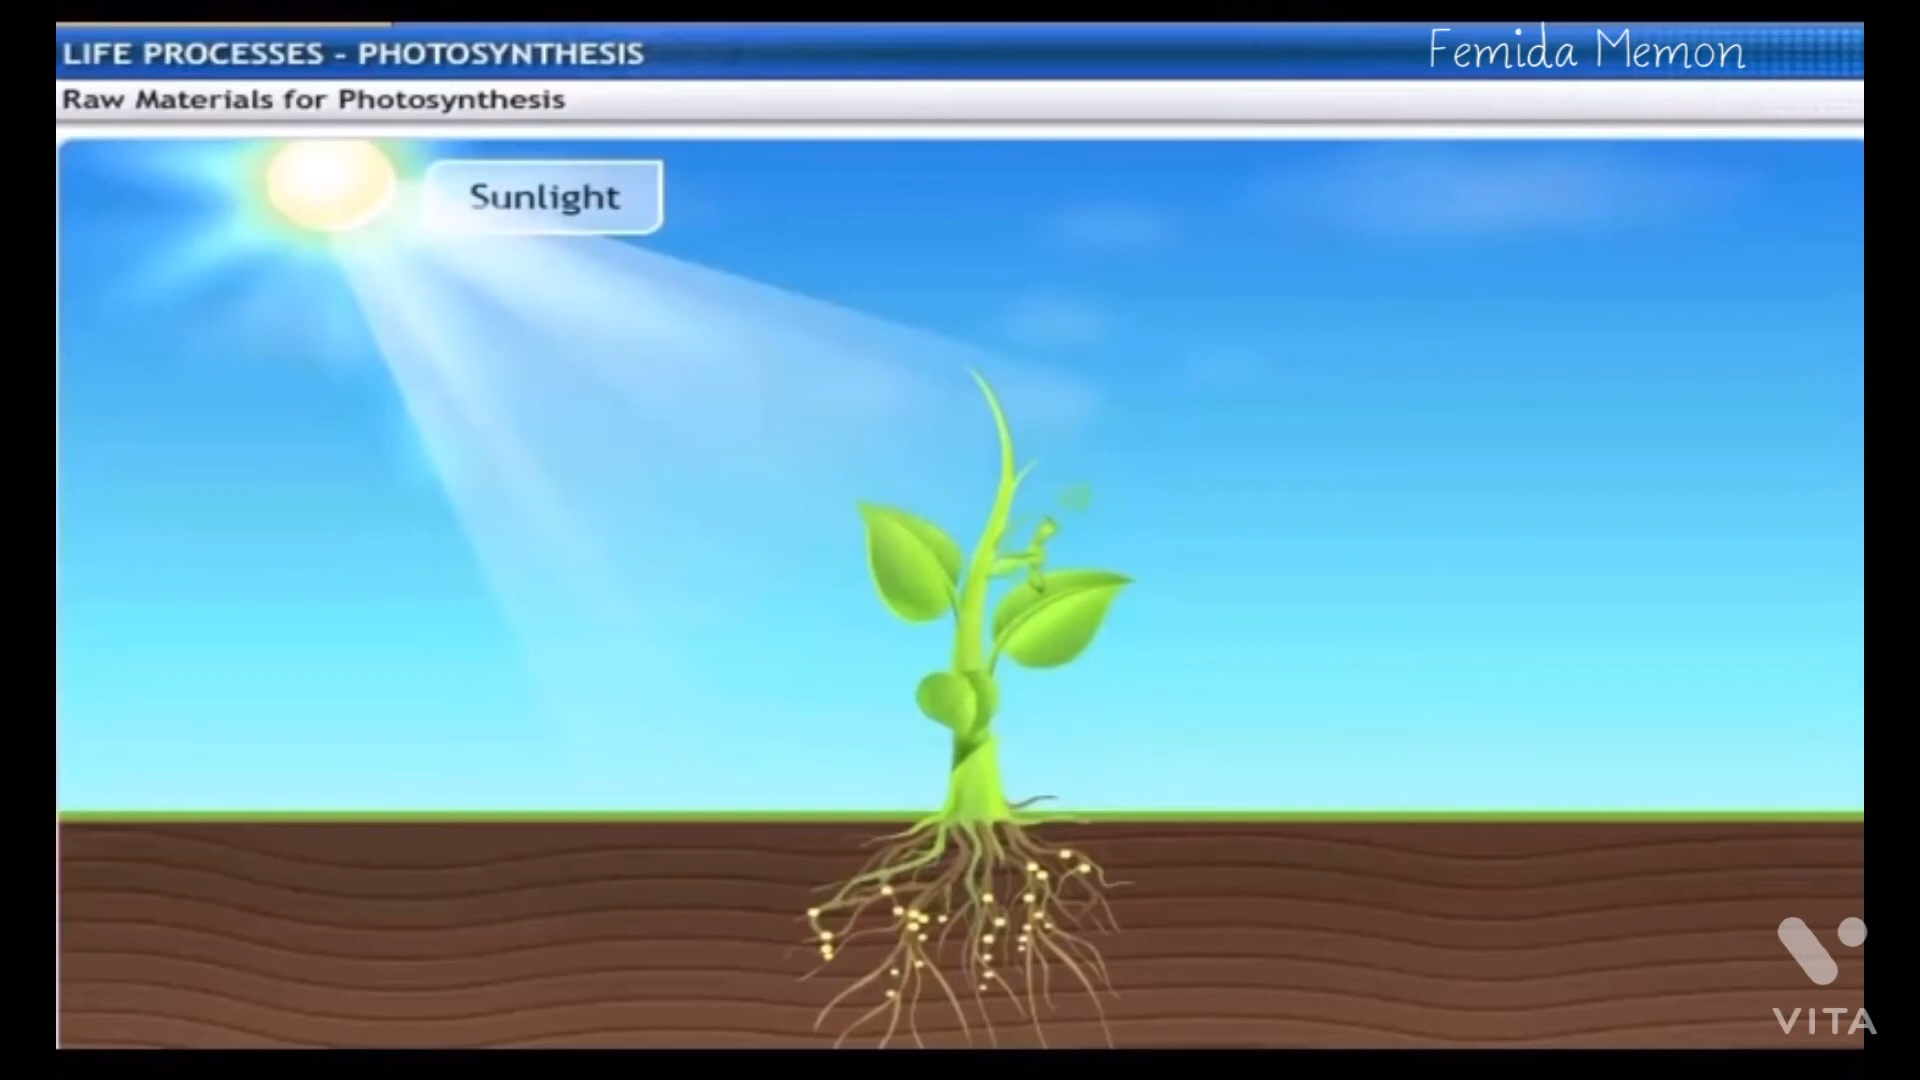 LIFE PROCESSES - PHOTOSYNTHESIS
Femida Memon
Raw Materials for Photosynthesis
Sunlight
VITA